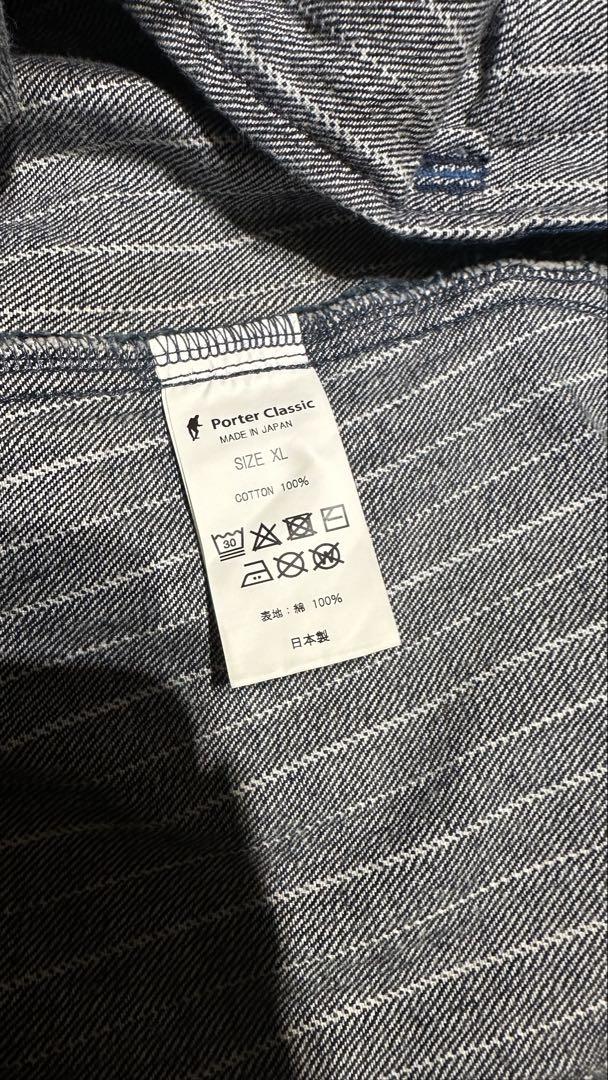 Porter Classic
MADE IN JAPAN
SIZE XL
COTTON 100%
30
W
表地：綿 100%
日本製